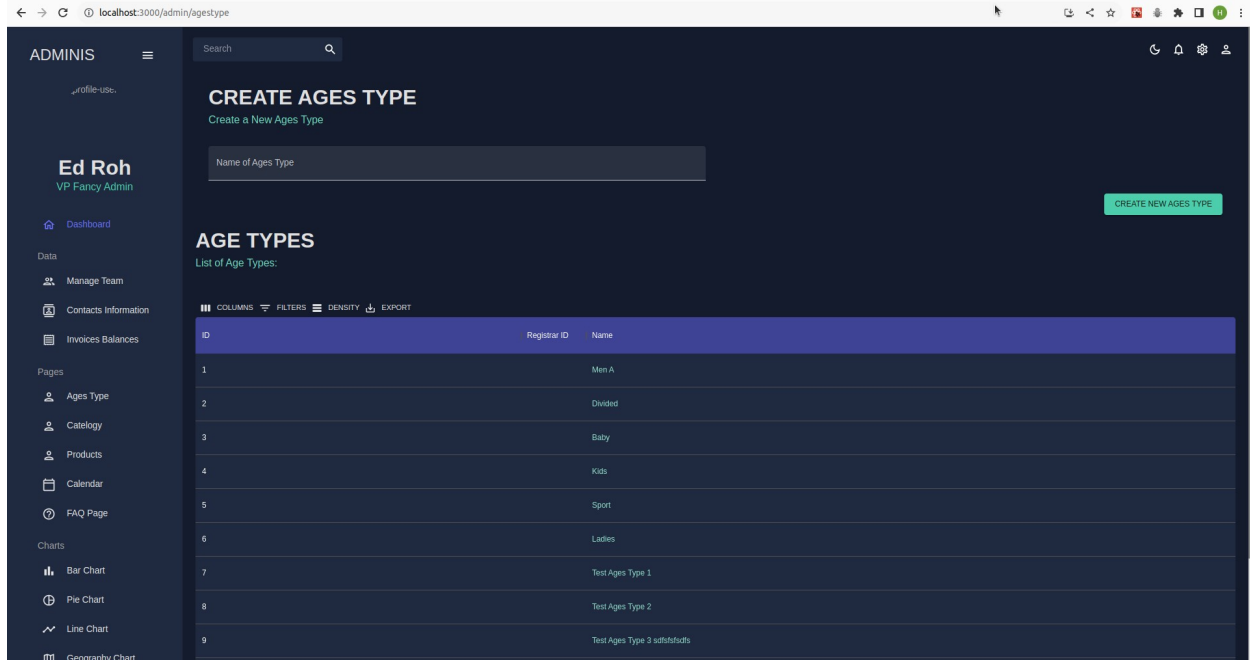 localhost:3000/admin/agestype
H
ADMINIS
Search
Ed Roh
VP Fancy Admin
Dashboard
Data
Manage Team
Contacts Information
Invoices Balances
Pages
Ages Type
Catelogy
Products
Calendar
FAQ Page
Charts
Bar Chart
Pie Chart
Line Chart
Geography Chart
CREATE AGES TYPE
Create a New Ages Type
Name of Ages Type
CREATE NEW AGES TYPE
AGE TYPES
List of Age Types:
COLUMNS FILTERS DENSITY EXPORT
ID Registrar ID Name
1 Men A
2 Divided
3 Baby
4 Kids
5 Sport
6 Ladies
7 Test Ages Type 1
8 Test Ages Type 2
9 Test Ages Type 3 sdfsfsfsdfs